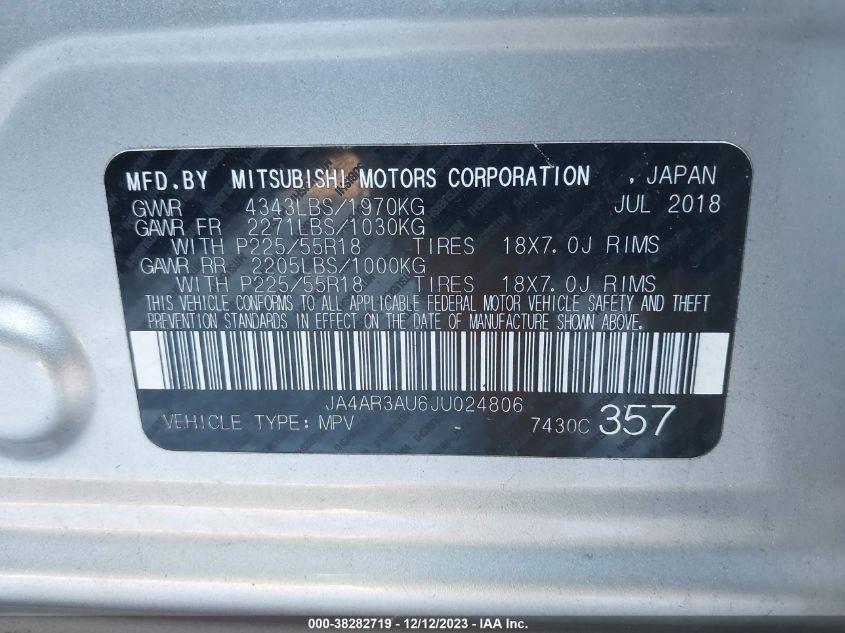 MFD.BY MITSUBISHI MOTORS CORPORATION , JAPAN
GVWR 4343LBS/1970KG JUL 2018
GAWR FR 2271LBS/1030KG
WITH P225/55R18 TIRES 18X7.0J RIMS
GAWR RR 2205LBS/1000KG
WITH P225/55R18 TIRES 18X7.0J RIMS
THIS VEHICLE CONFORMS TO ALL APPLICABLE FEDERAL MOTOR VEHICLE SAFETY AND THEFT
PREVENTION STANDARDS IN EFFECT ON THE DATE OF MANUFACTURE SHOWN ABOVE.
JA4AR3AU6JU024806
VEHICLE TYPE: MPV - 7430C 357
000-38282719 - 12/12/2023 - IAA Inc.